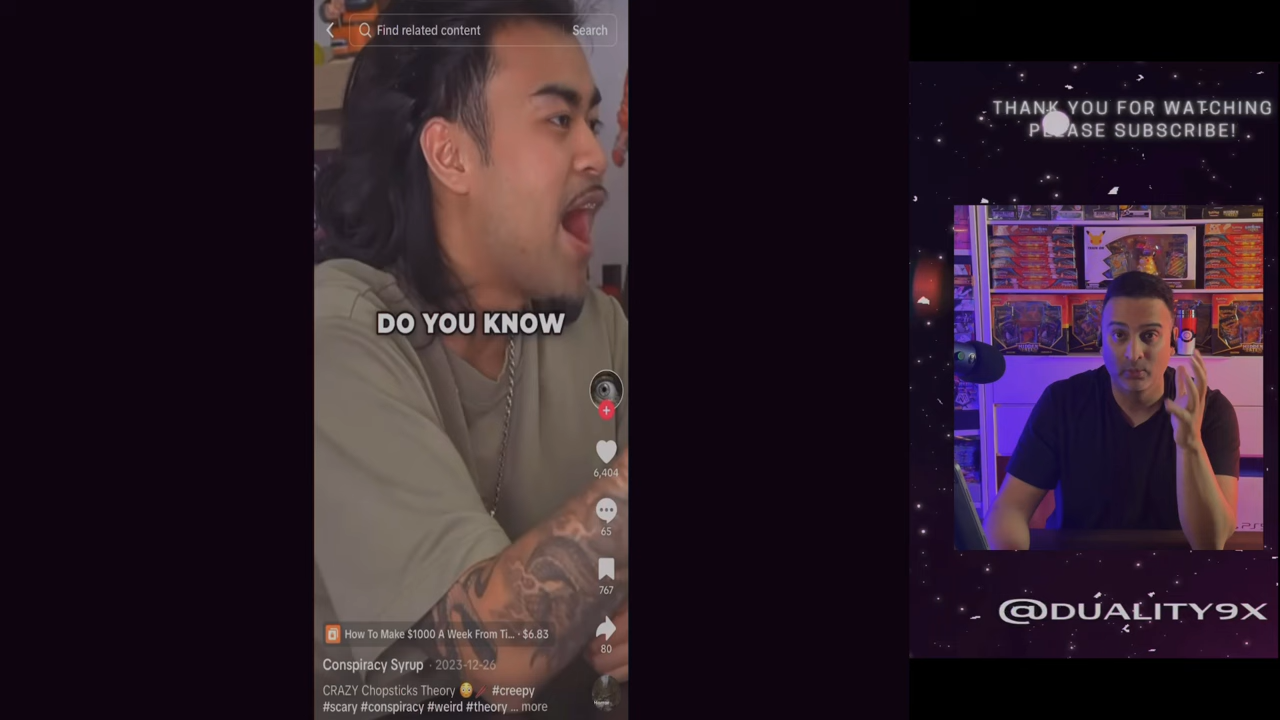 Find related content
Search
DO YOU KNOW
6,404
65
767
80
How To Make $1000 A Week From Ti... · $6.83
Conspiracy Syrup · 2023-12-26
CRAZY Chopsticks Theory 😳🌶️ #creepy
#scary #conspiracy #weird #theory ... more
THANK YOU FOR WATCHING
PLEASE SUBSCRIBE!
PS5
@DUALITY9X